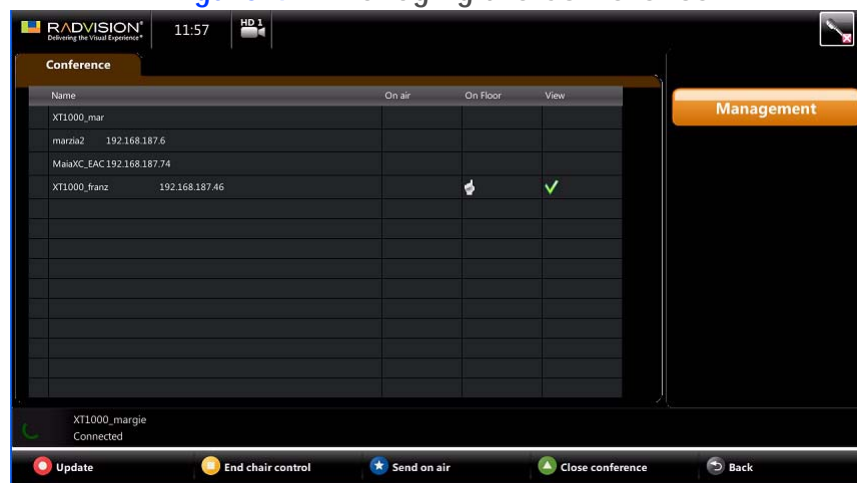 RADVISION
Delivering the Visual Experience
11:57
HD 1
Conference
Name On air On Floor View
Management
XT1000_mar
marzia2 192.168.187.6
MaiaXC_EAC 192.168.187.74
XT1000_franz 192.168.187.46
XT1000_margie
Connected
Update End chair control Send on air Close conference Back